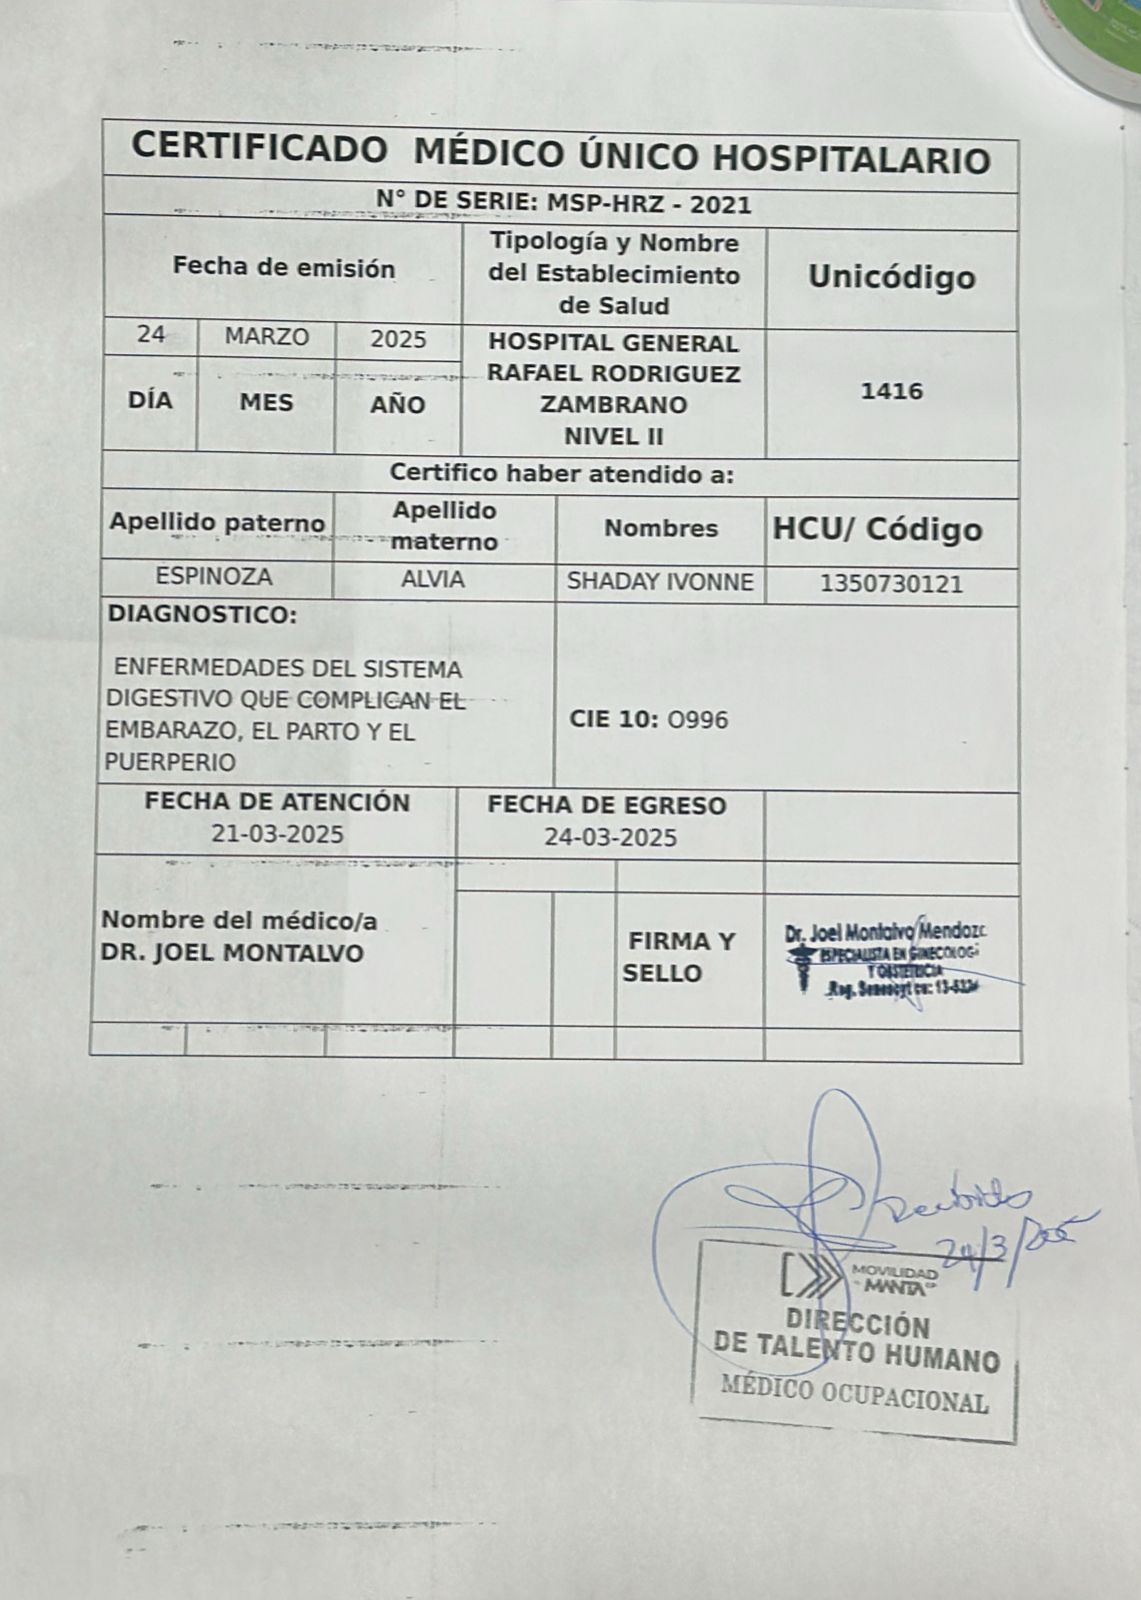 CERTIFICADO MÉDICO ÚNICO HOSPITALARIO
N° DE SERIE: MSP-HRZ - 2021
Fecha de emisión
Tipología y Nombre
del Establecimiento
de Salud
Unicódigo
24 MARZO 2025
DÍA MES AÑO
HOSPITAL GENERAL
RAFAEL RODRIGUEZ
ZAMBRANO
NIVEL II
1416
Certifico haber atendido a:
Apellido paterno
Apellido
materno
Nombres
HCU/ Código
ESPINOZA ALVIA SHADAY IVONNE 1350730121
DIAGNOSTICO:
ENFERMEDADES DEL SISTEMA
DIGESTIVO QUE COMPLICAN EL
EMBARAZO, EL PARTO Y EL
PUERPERIO
CIE 10: O996
FECHA DE ATENCIÓN
21-03-2025
FECHA DE EGRESO
24-03-2025
Nombre del médico/a
DR. JOEL MONTALVO
FIRMA Y
SELLO
Dr. Joel Montalvo Mendoza
ESPECIALISTA EN GINECOLOGI
Y OBSTETRICIA
Reg. Senescyt
Recibido
24/3/
MOVILIDAD
MANTA EP
DIRECCIÓN
DE TALENTO HUMANO
MÉDICO OCUPACIONAL